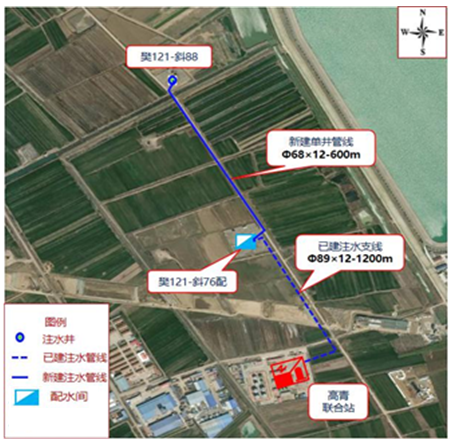 N
W E
S
樊121-斜88
新建单井管线
Φ68×12-600m
已建注水支线
Φ89×12-1200m
樊121-斜76配
图例
注水井
已建注水管线
新建注水管线
配水间
高青
联合站